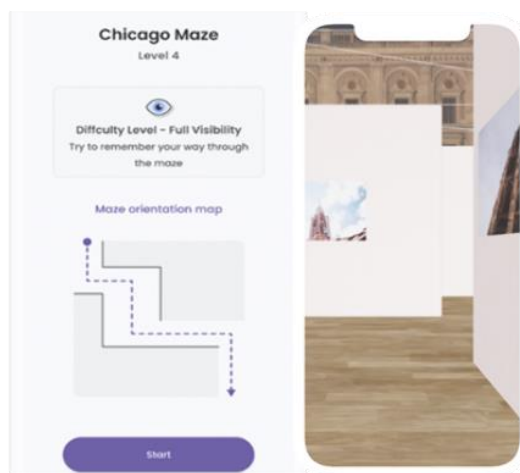 Chicago Maze
Level 4
Diffculty Level - Full Visibility
Try to remember your way through
the maze
Maze orientation map
Start